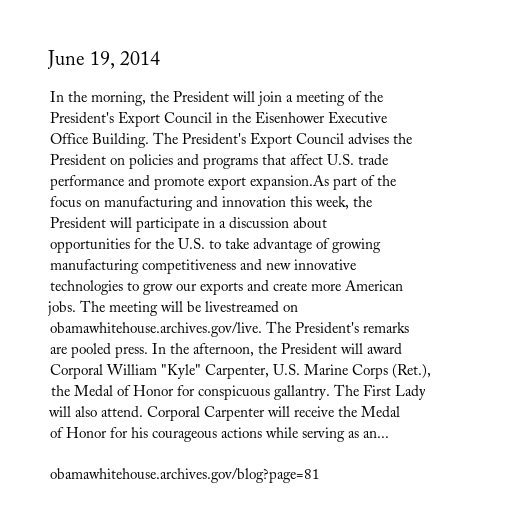 June 19, 2014
In the morning, the President will join a meeting of the
President's Export Council in the Eisenhower Executive
Office Building. The President's Export Council advises the
President on policies and programs that affect U.S. trade
performance and promote export expansion.As part of the
focus on manufacturing and innovation this week, the
President will participate in a discussion about
opportunities for the U.S. to take advantage of growing
manufacturing competitiveness and new innovative
technologies to grow our exports and create more American
jobs. The meeting will be livestreamed on
obamawhitehouse.archives.gov/live. The President's remarks
are pooled press. In the afternoon, the President will award
Corporal William "Kyle" Carpenter, U.S. Marine Corps (Ret.),
the Medal of Honor for conspicuous gallantry. The First Lady
will also attend. Corporal Carpenter will receive the Medal
of Honor for his courageous actions while serving as an...
obamawhitehouse.archives.gov/blog?page=81